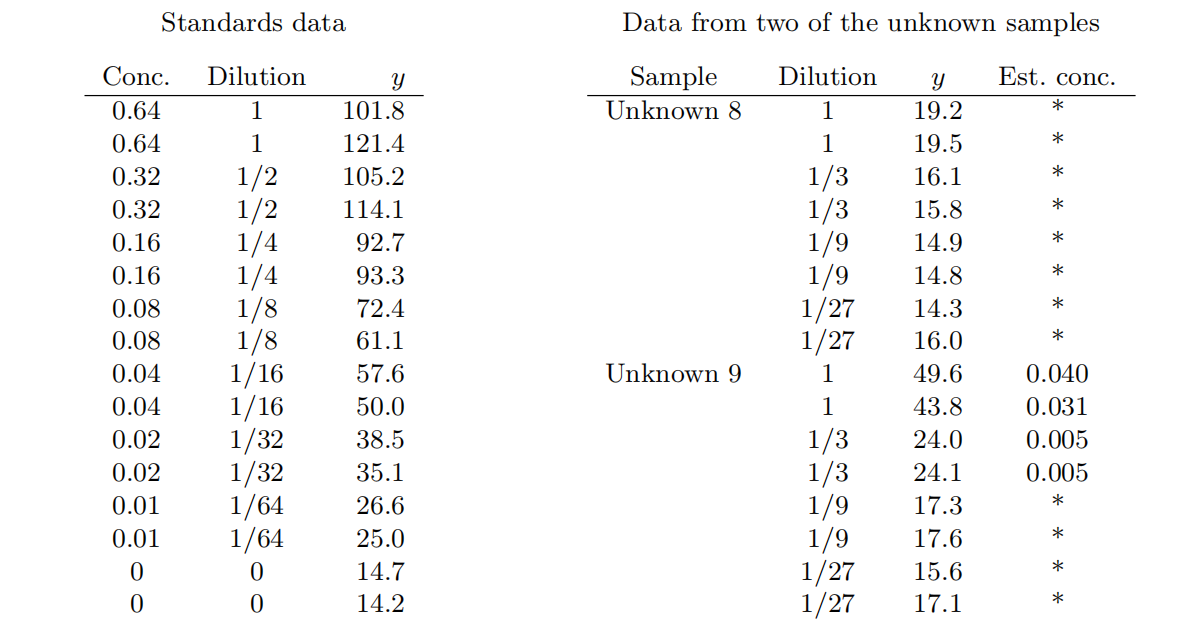 Standards data
Conc. Dilution y
0.64 1 101.8
0.64 1 121.4
0.32 1/2 105.2
0.32 1/2 114.1
0.16 1/4 92.7
0.16 1/4 93.3
0.08 1/8 72.4
0.08 1/8 61.1
0.04 1/16 57.6
0.04 1/16 50.0
0.02 1/32 38.5
0.02 1/32 35.1
0.01 1/64 26.6
0.01 1/64 25.0
0 0 14.7
0 0 14.2
Data from two of the unknown samples
Sample Dilution y Est. conc.
Unknown 8 1 19.2 *
1 19.5 *
1/3 16.1 *
1/3 15.8 *
1/9 14.9 *
1/9 14.8 *
1/27 14.3 *
1/27 16.0 *
Unknown 9 1 49.6 0.040
1 43.8 0.031
1/3 24.0 0.005
1/3 24.1 0.005
1/9 17.3 *
1/9 17.6 *
1/27 15.6 *
1/27 17.1 *